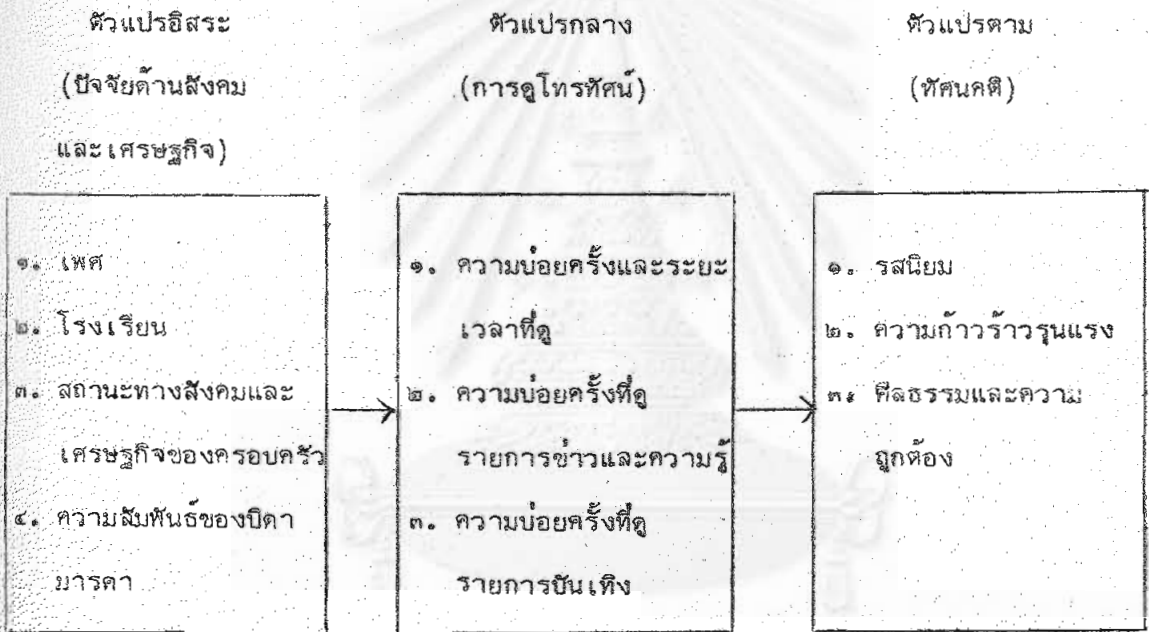 ตัวแปรอิสระ
(ปัจจัยด้านสังคม
และเศรษฐกิจ)
๑. เพศ
๒. โรงเรียน
๓. สถานะทางสังคมและ
เศรษฐกิจของครอบครัว
๔. ความสัมพันธ์ของบิดา
มารดา
ตัวแปรกลาง
(การดูโทรทัศน์)
๑. ความบ่อยครั้งและระยะ
เวลาที่ดู
๒. ความบ่อยครั้งที่ดู
รายการข่าวและความรู้
๓. ความบ่อยครั้งที่ดู
รายการบันเทิง
ตัวแปรตาม
(ทัศนคติ)
๑. รสนิยม
๒. ความก้าวร้าวรุนแรง
๓. ศีลธรรมและความ
ถูกต้อง